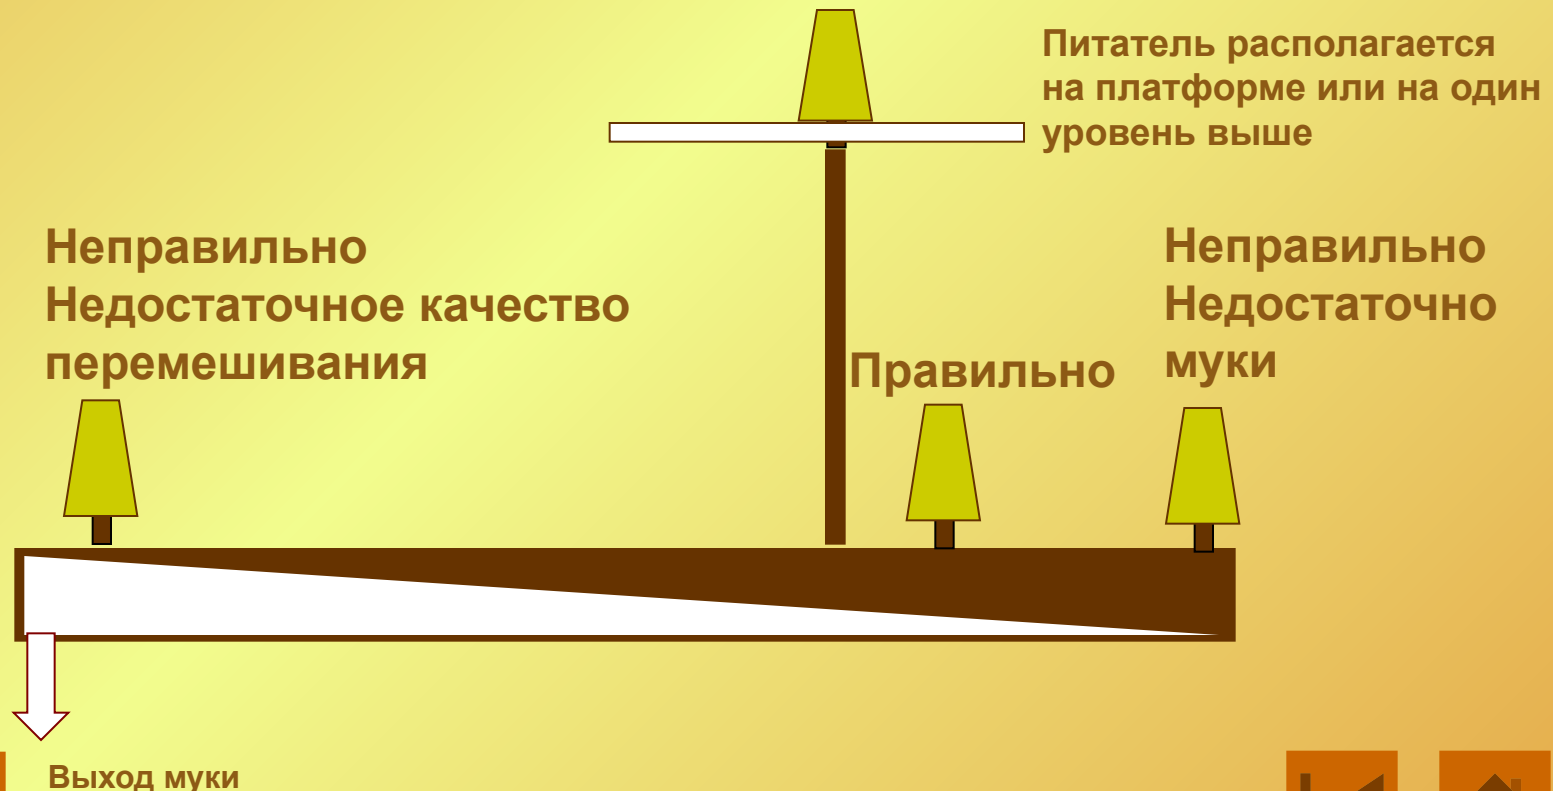 Питатель располагается
на платформе или на один
уровень выше
Неправильно
Недостаточное качество
перемешивания
Правильно
Неправильно
Недостаточно
муки
Выход муки